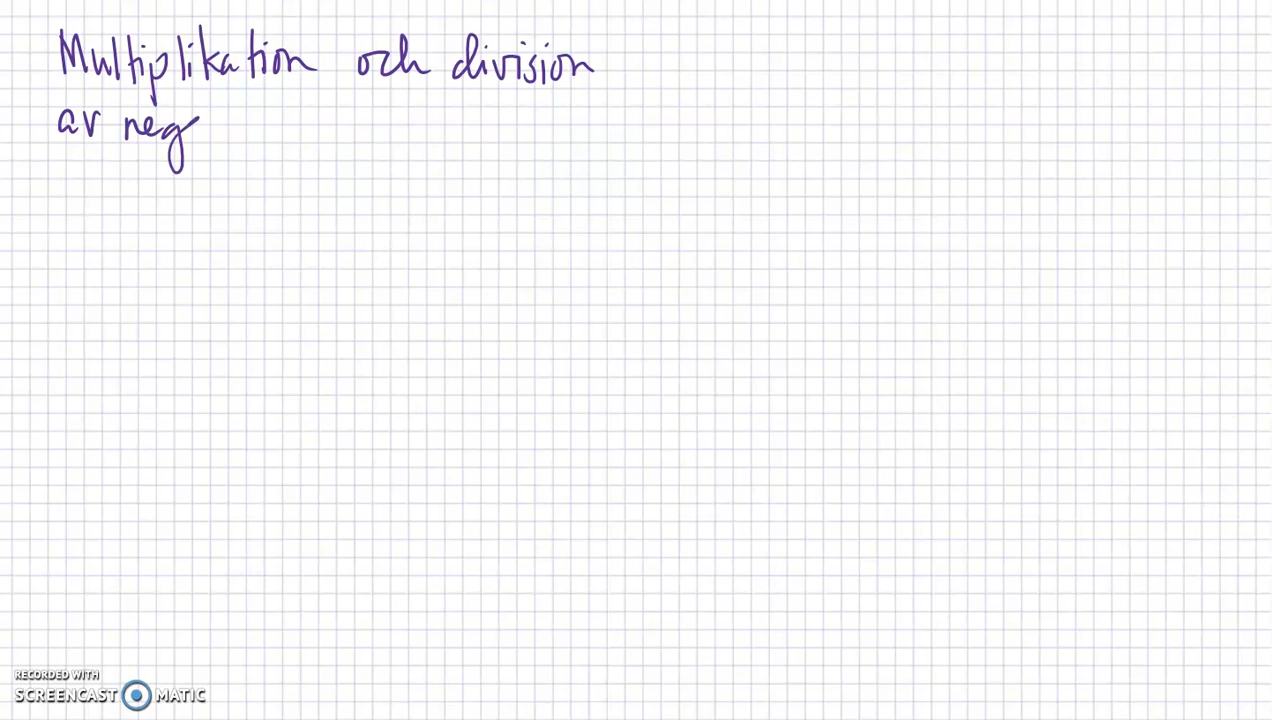 Multiplikation och division
av neg
RECORDED WITH
SCREENCAST MATIC